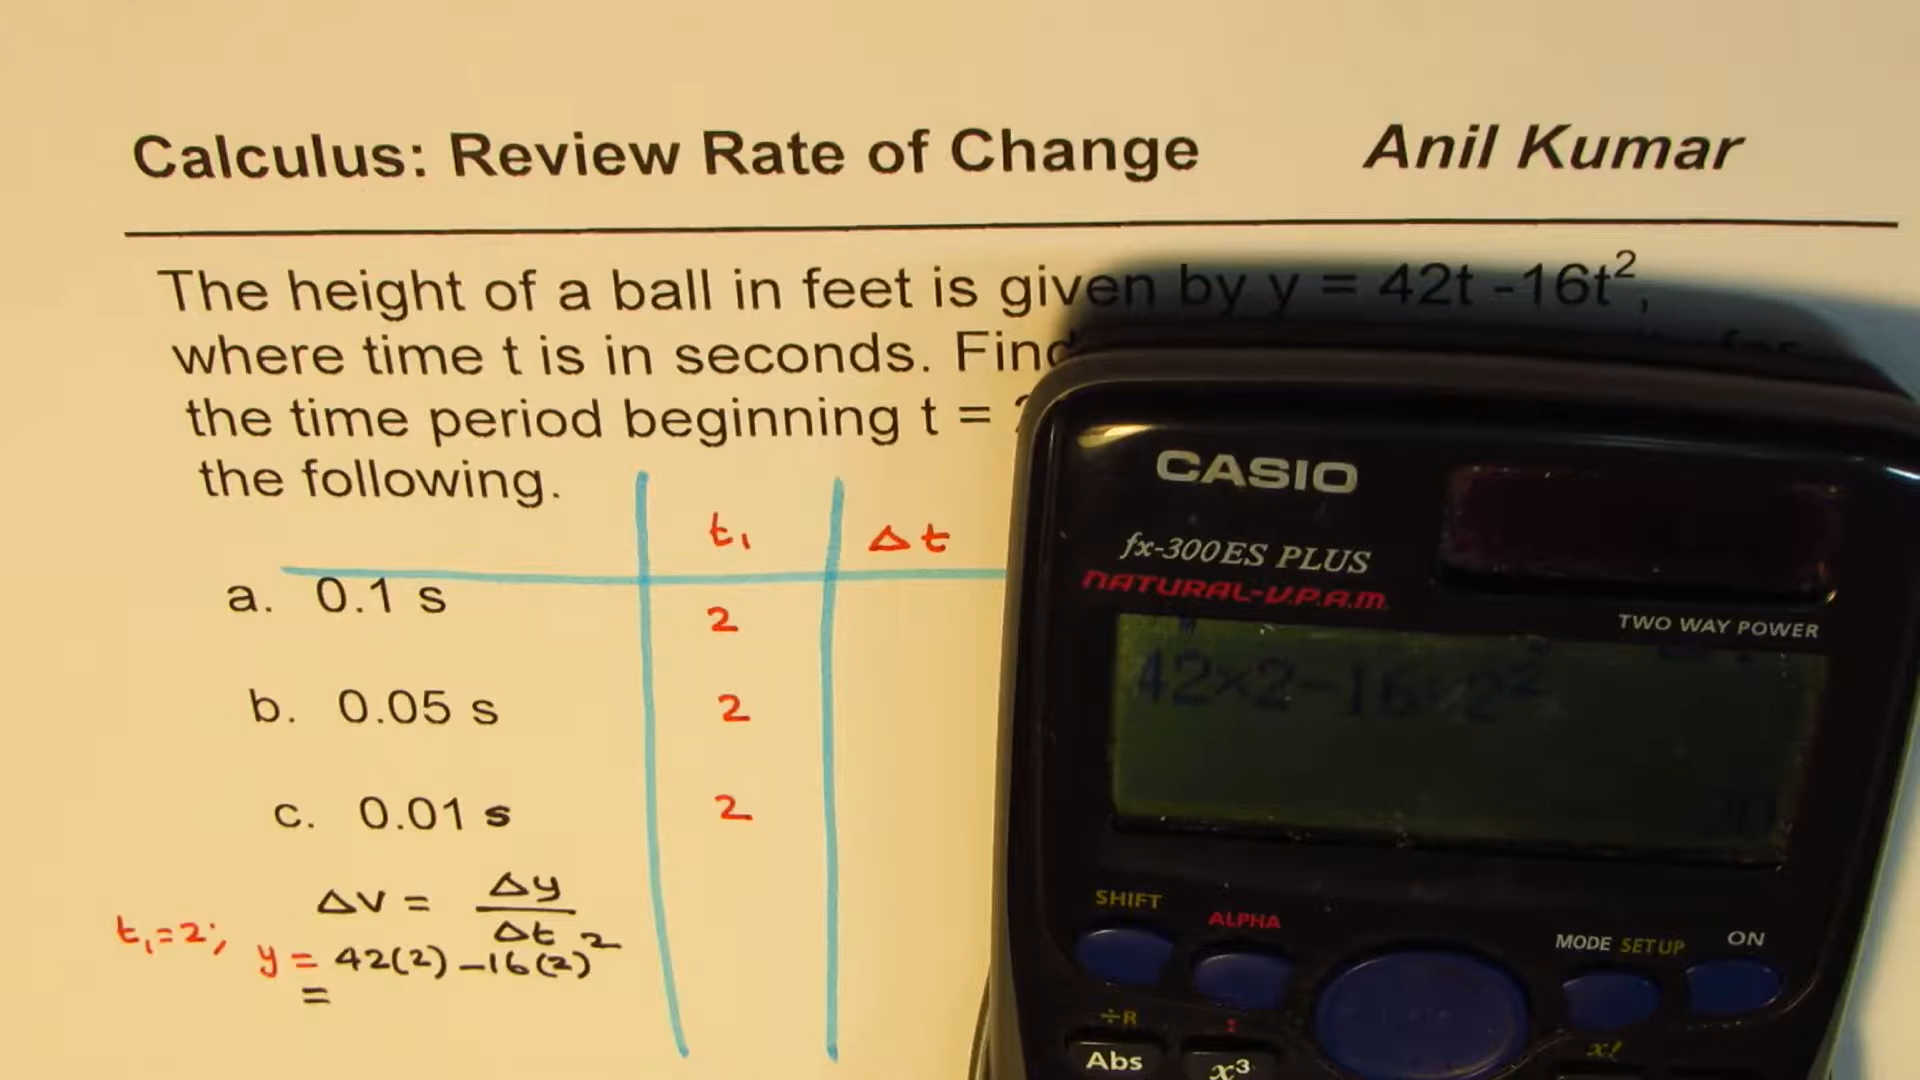 Calculus: Review Rate of Change Anil Kumar
The height of a ball in feet is given by y = 42t -16t²,
where time t is in seconds. Find for
the time period beginning t =
the following.
t₁ Δt
a. 0.1 s 2
b. 0.05 s 2
c. 0.01 s 2
ΔV = Δy/Δt
t₁=2; y = 42(2) -16(2)²
=
CASIO
fx-300ES PLUS
NATURAL-V.P.A.M.
TWO WAY POWER
42×2-16×2²
SHIFT
ALPHA
MODE SETUP
ON
÷R
x!
Abs
x³